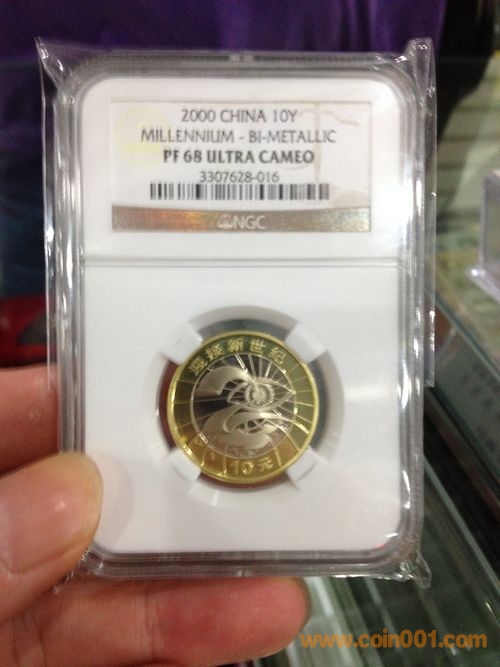 2000 CHINA 10Y
MILLENNIUM - BI-METALLIC
PF 68 ULTRA CAMEO
3307628-016
NGC
迎接新世纪
10元
www.coin001.com